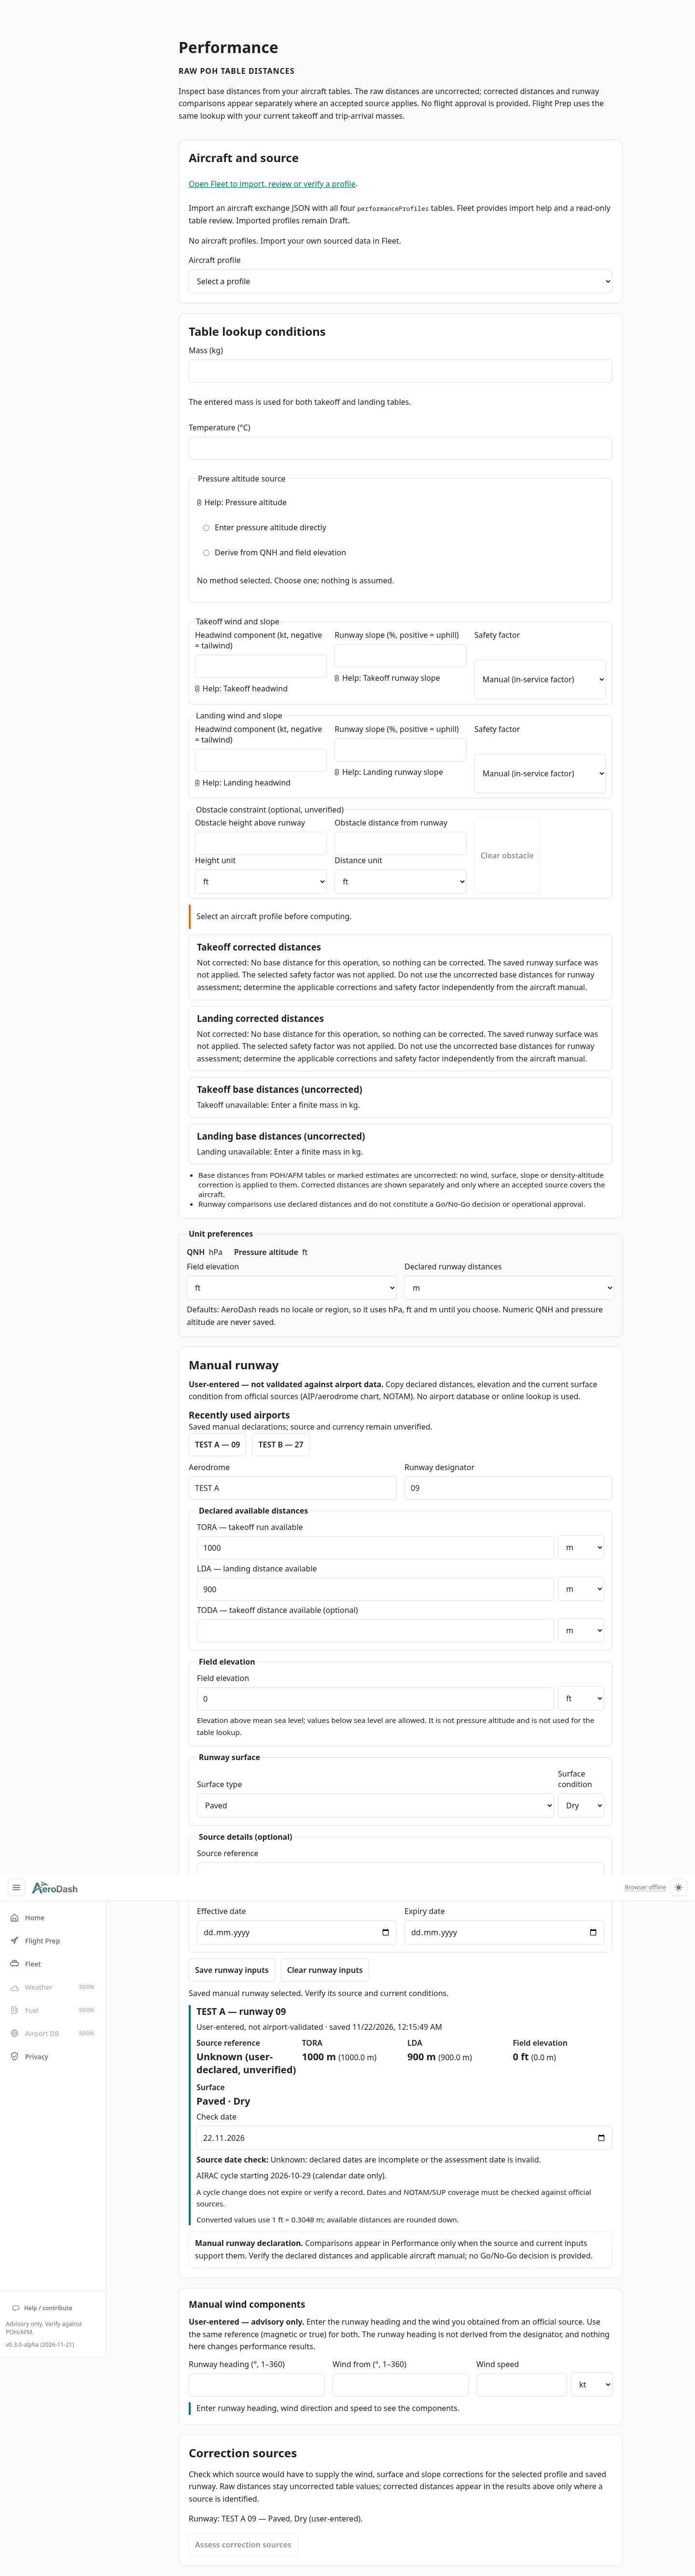 Performance
RAW POH TABLE DISTANCES
Inspect base distances from your aircraft tables. The raw distances are uncorrected; corrected distances and runway
comparisons appear separately where an accepted source applies. No flight approval is provided. Flight Prep uses the
same lookup with your current takeoff and trip-arrival masses.
Aircraft and source
Open Fleet to import, review or verify a profile.
Import an aircraft exchange JSON with all four performanceProfiles tables. Fleet provides import help and a read-only
table review. Imported profiles remain Draft.
No aircraft profiles. Import your own sourced data in Fleet.
Aircraft profile
Select a profile
Table lookup conditions
Mass (kg)
The entered mass is used for both takeoff and landing tables.
Temperature (°C)
Pressure altitude source
Help: Pressure altitude
Enter pressure altitude directly
Derive from QNH and field elevation
No method selected. Choose one; nothing is assumed.
Takeoff wind and slope
Headwind component (kt, negative
= tailwind)
Runway slope (%, positive = uphill)
Safety factor
Manual (in-service factor)
Help: Takeoff headwind
Help: Takeoff runway slope
Landing wind and slope
Headwind component (kt, negative
= tailwind)
Runway slope (%, positive = uphill)
Safety factor
Manual (in-service factor)
Help: Landing headwind
Help: Landing runway slope
Obstacle constraint (optional, unverified)
Obstacle height above runway
Obstacle distance from runway
Clear obstacle
Height unit
Distance unit
ft
ft
Select an aircraft profile before computing.
Takeoff corrected distances
Not corrected: No base distance for this operation, so nothing can be corrected. The saved runway surface was
not applied. The selected safety factor was not applied. Do not use the uncorrected base distances for runway
assessment; determine the applicable corrections and safety factor independently from the aircraft manual.
Landing corrected distances
Not corrected: No base distance for this operation, so nothing can be corrected. The saved runway surface was
not applied. The selected safety factor was not applied. Do not use the uncorrected base distances for runway
assessment; determine the applicable corrections and safety factor independently from the aircraft manual.
Takeoff base distances (uncorrected)
Takeoff unavailable: Enter a finite mass in kg.
Landing base distances (uncorrected)
Landing unavailable: Enter a finite mass in kg.
• Base distances from POH/AFM tables or marked estimates are uncorrected: no wind, surface, slope or density-altitude
correction is applied to them. Corrected distances are shown separately and only where an accepted source covers the
aircraft.
• Runway comparisons use declared distances and do not constitute a Go/No-Go decision or operational approval.
Unit preferences
QNH hPa Pressure altitude ft
Field elevation
Declared runway distances
ft
m
Defaults: AeroDash reads no locale or region, so it uses hPa, ft and m until you choose. Numeric QNH and pressure
altitude are never saved.
Manual runway
User-entered — not validated against airport data. Copy declared distances, elevation and the current surface
condition from official sources (AIP/aerodrome chart, NOTAM). No airport database or online lookup is used.
Recently used airports
Saved manual declarations; source and currency remain unverified.
TEST A — 09
TEST B — 27
Aerodrome
Runway designator
TEST A
09
Declared available distances
TORA — takeoff run available
1000
m
LDA — landing distance available
900
m
TODA — takeoff distance available (optional)
m
Field elevation
Field elevation
0
ft
Elevation above mean sea level; values below sea level are allowed. It is not pressure altitude and is not used for the
table lookup.
Runway surface
Surface type
Surface
condition
Paved
Dry
Source details (optional)
Source reference
AeroDash
Browser offline
Effective date
Expiry date
dd.mm.yyyy
dd.mm.yyyy
Home
Flight Prep
Fleet
Weather SOON
Fuel SOON
Airport DB SOON
Privacy
Save runway inputs
Clear runway inputs
Saved manual runway selected. Verify its source and current conditions.
TEST A — runway 09
User-entered, not airport-validated · saved 11/22/2026, 12:15:49 AM
Source reference
Unknown (user-
declared, unverified)
TORA
1000 m (1000.0 m)
LDA
900 m (900.0 m)
Field elevation
0 ft (0.0 m)
Surface
Paved · Dry
Check date
22.11.2026
Source date check: Unknown: declared dates are incomplete or the assessment date is invalid.
AIRAC cycle starting 2026-10-29 (calendar date only).
A cycle change does not expire or verify a record. Dates and NOTAM/SUP coverage must be checked against official
sources.
Converted values use 1 ft = 0.3048 m; available distances are rounded down.
Manual runway declaration. Comparisons appear in Performance only when the source and current inputs
support them. Verify the declared distances and applicable aircraft manual; no Go/No-Go decision is provided.
Help / contribute
Advisory only. Verify against
POH/AFM.
v0.3.0-alpha (2026-11-21)
Manual wind components
User-entered — advisory only. Enter the runway heading and the wind you obtained from an official source. Use
the same reference (magnetic or true) for both. The runway heading is not derived from the designator, and nothing
here changes performance results.
Runway heading (°, 1–360)
Wind from (°, 1–360)
Wind speed
kt
Enter runway heading, wind direction and speed to see the components.
Correction sources
Check which source would have to supply the wind, surface and slope corrections for the selected profile and saved
runway. Raw distances stay uncorrected table values; corrected distances appear in the results above only where a
source is identified.
Runway: TEST A 09 — Paved, Dry (user-entered).
Assess correction sources